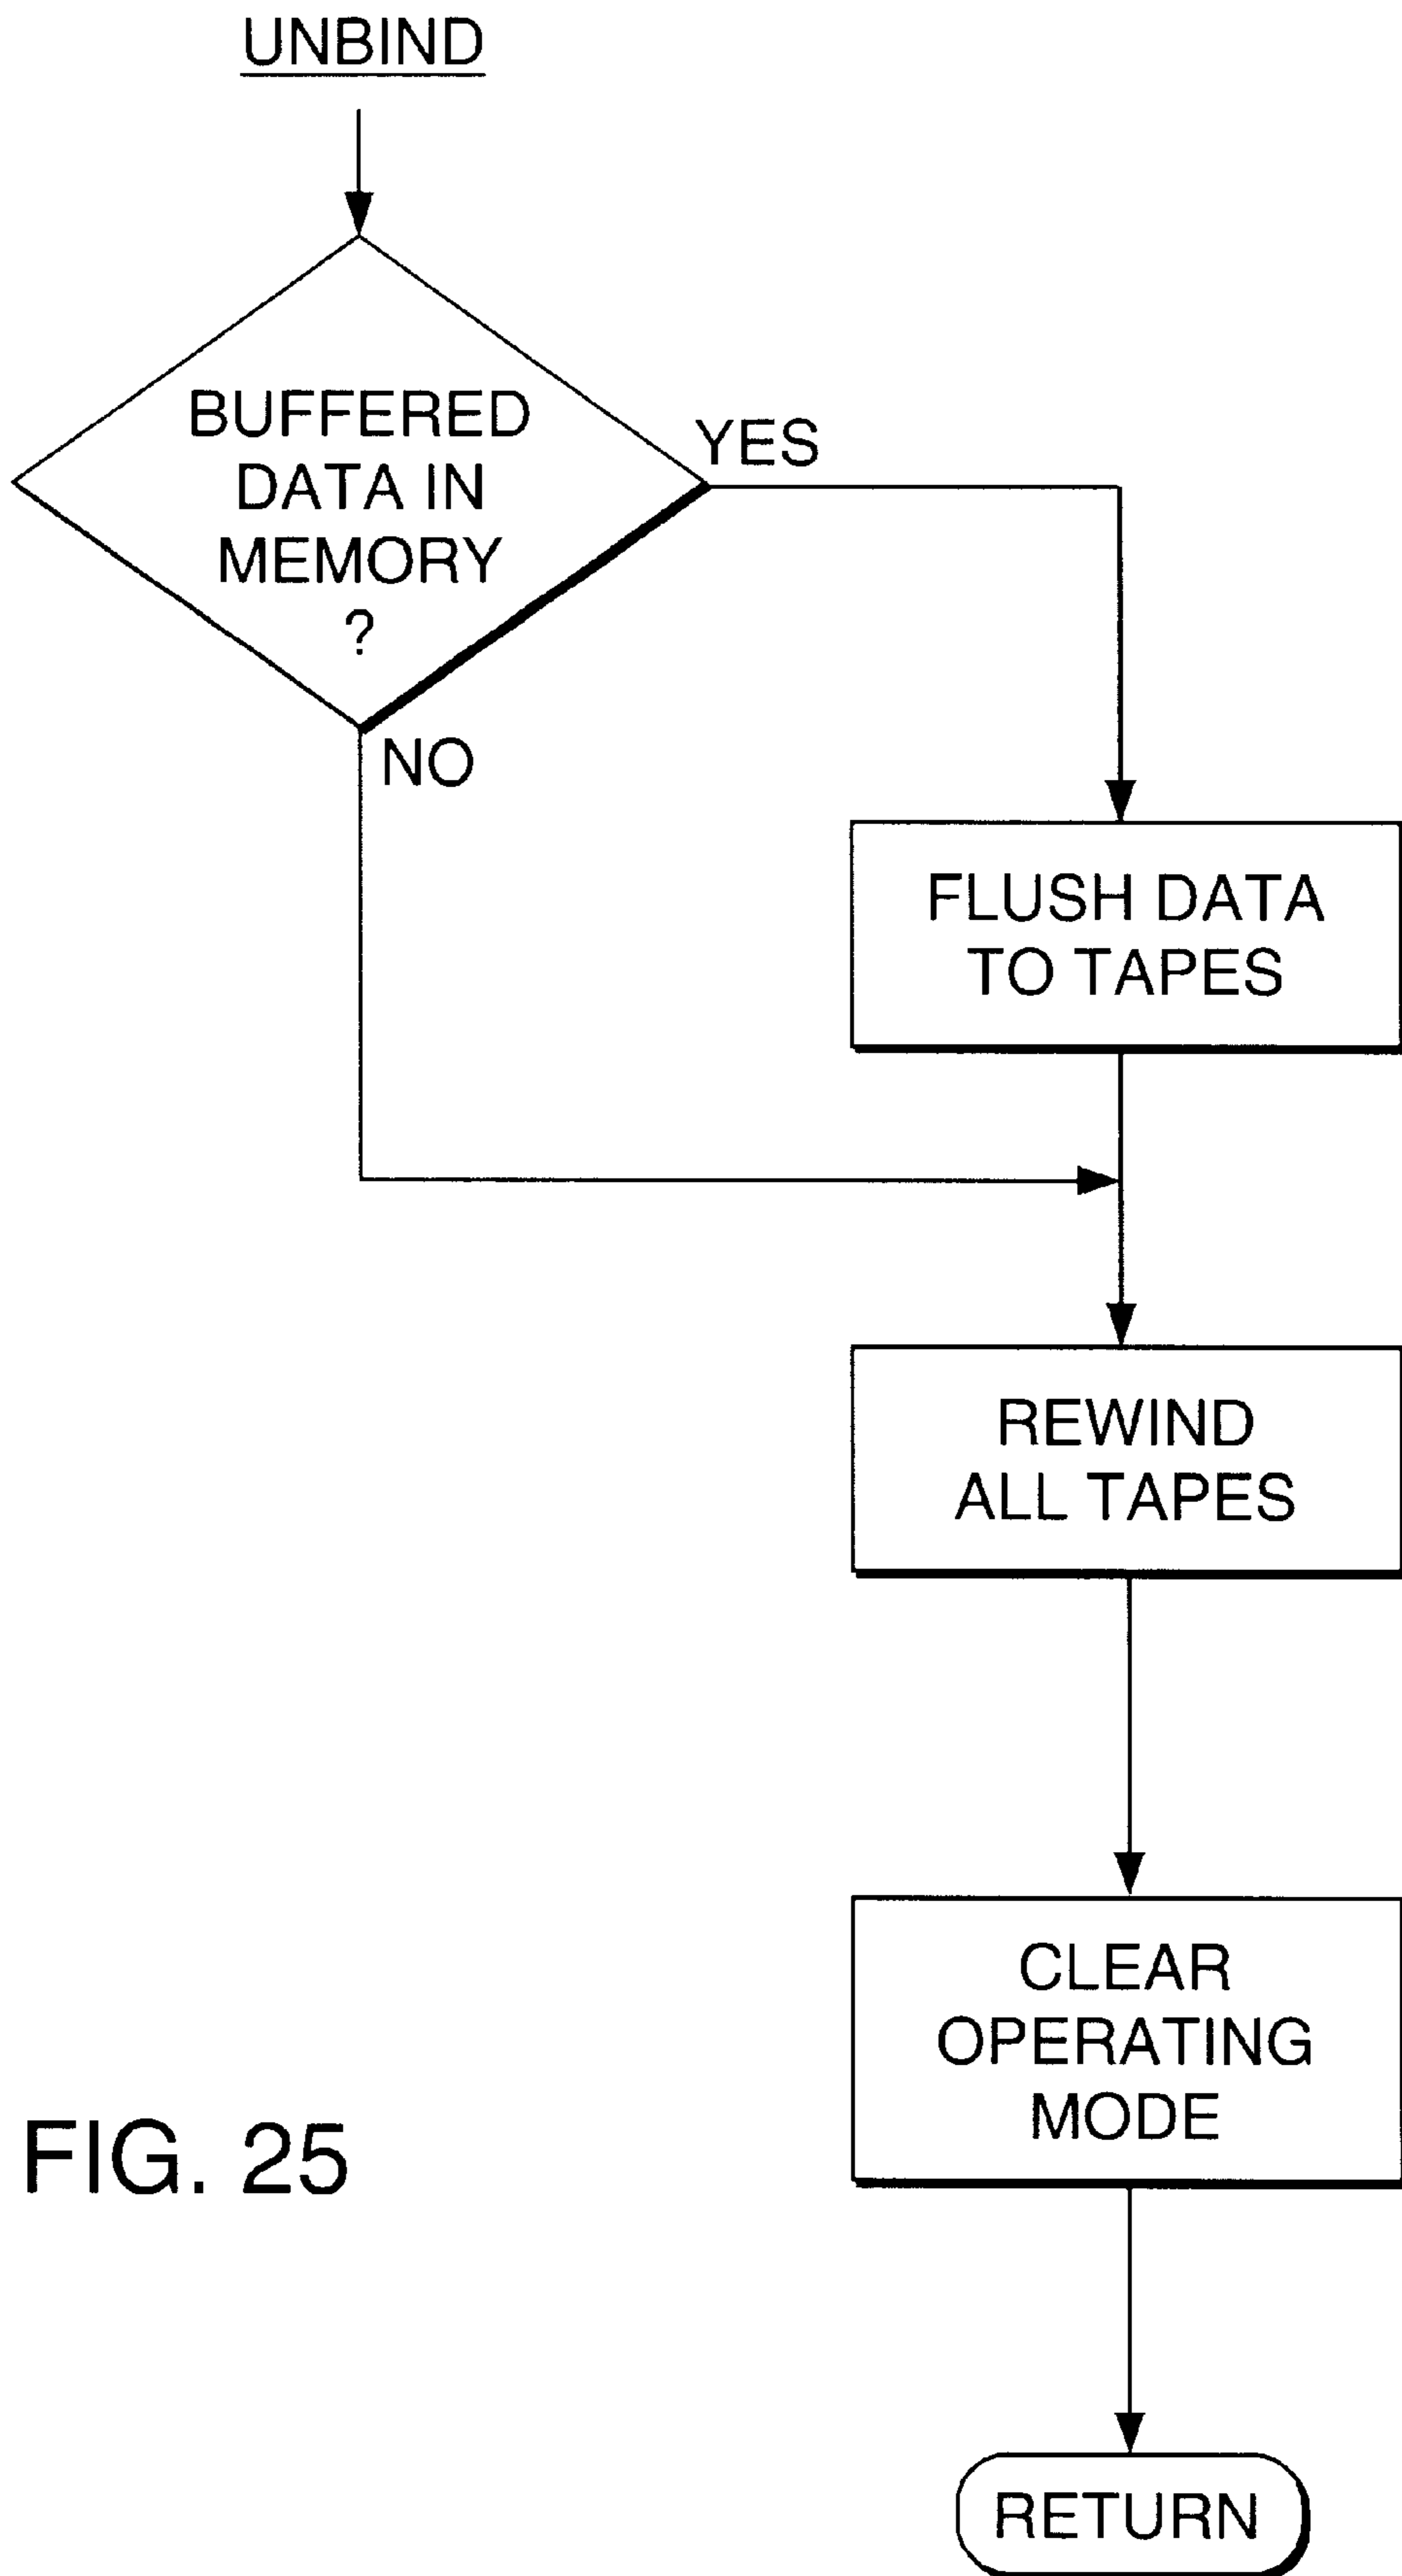 UNBIND
BUFFERED
DATA IN
MEMORY
?
YES
NO
FLUSH DATA
TO TAPES
REWIND
ALL TAPES
CLEAR
OPERATING
MODE
FIG. 25
RETURN